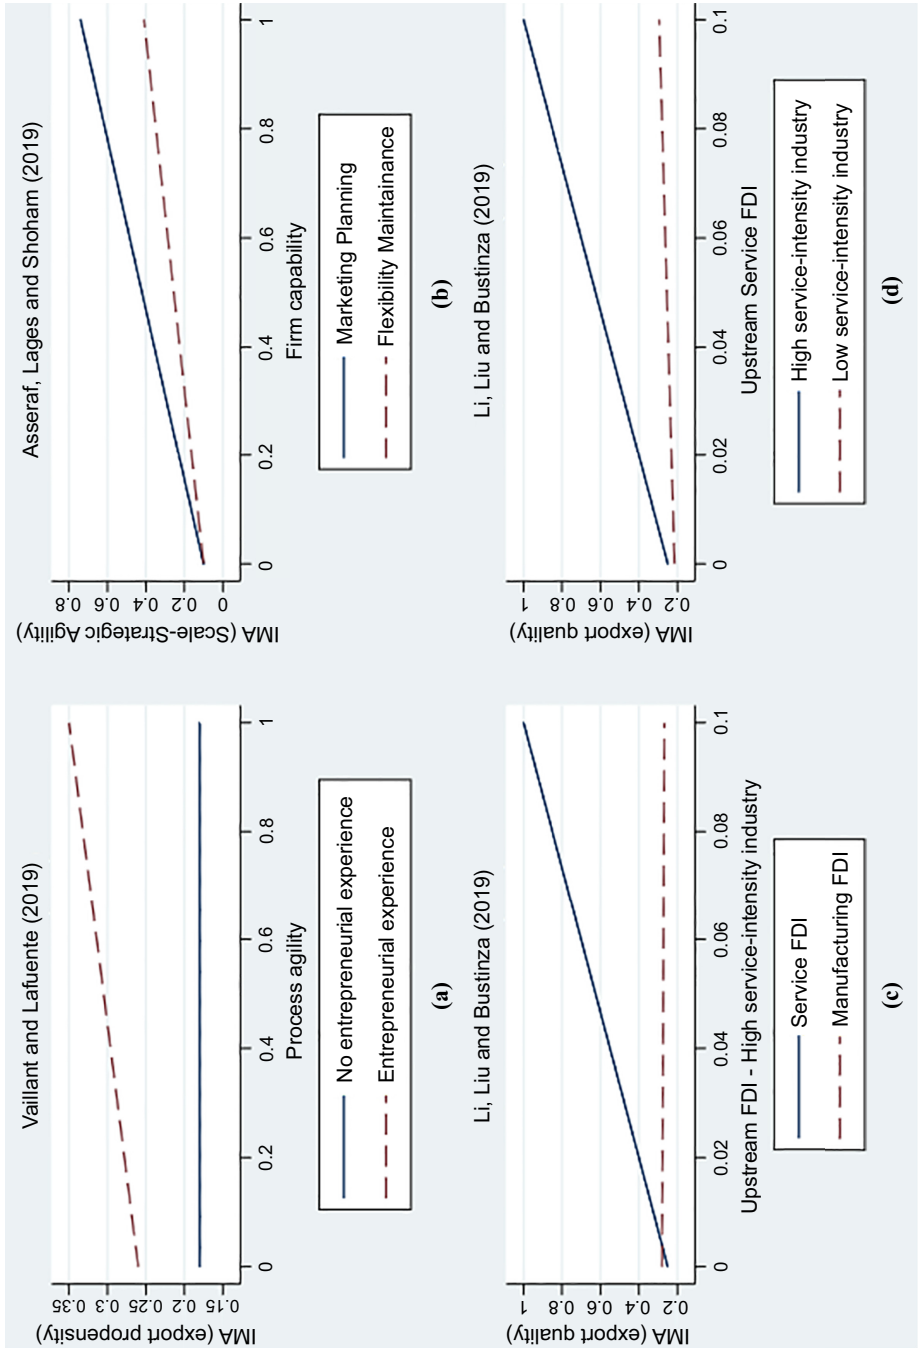 Vaillant and Lafuente (2019)
IMA (export propensity)
0.35
0.3
0.25
0.2
0.15
0
0.2
0.4
0.6
0.8
1
Process agility
No entrepreneurial experience
Entrepreneurial experience
(a)
Asseraf, Lages and Shoham (2019)
IMA (Scale-Strategic Agility)
0.8
0.6
0.4
0.2
0
0
0.2
0.4
0.6
0.8
1
Firm capability
Marketing Planning
Flexibility Maintainance
(b)
Li, Liu and Bustinza (2019)
IMA (export quality)
1
0.8
0.6
0.4
0.2
0
0.02
0.04
0.06
0.08
0.1
Upstream FDI - High service-intensity industry
Service FDI
Manufacturing FDI
(c)
Li, Liu and Bustinza (2019)
IMA (export quality)
1
0.8
0.6
0.4
0.2
0
0.02
0.04
0.06
0.08
0.1
Upstream Service FDI
High service-intensity industry
Low service-intensity industry
(d)